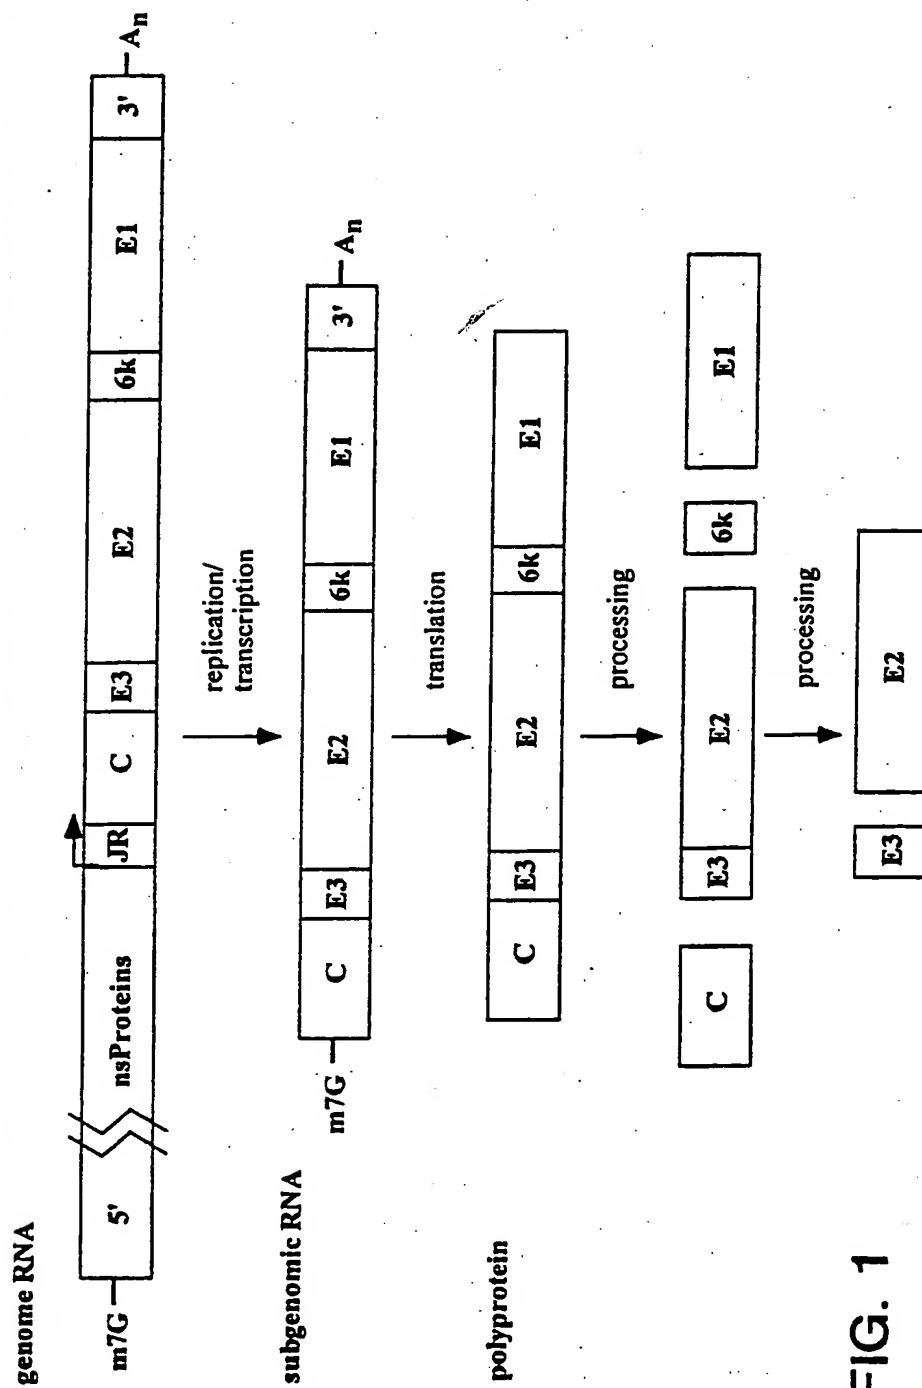 genome RNA
m7G
5'
nsProteins
JR
C
E3
E2
6k
E1
3'
An
replication/
transcription
subgenomic RNA
m7G
C
E3
E2
6k
E1
3'
An
translation
polyprotein
C
E3
E2
6k
E1
processing
C
E3
E2
6k
E1
processing
E3
E2
FIG. 1